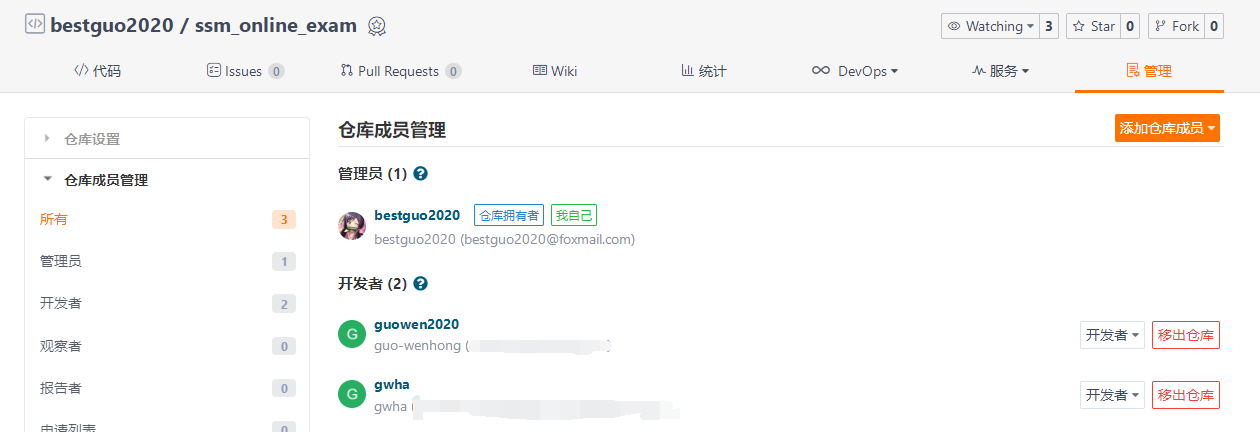 bestguo2020 / ssm_online_exam
Watching 3 Star 0 Fork 0
代码 Issues 0 Pull Requests 0 Wiki 统计 DevOps 服务 管理
仓库设置
仓库成员管理
所有 3
管理员 1
开发者 2
观察者 0
报告者 0
申请列表 0
仓库成员管理 添加仓库成员
管理员 (1) ?
bestguo2020 仓库拥有者 我自己
bestguo2020 (bestguo2020@foxmail.com)
开发者 (2) ?
G guowen2020 开发者 移出仓库
guo-wenhong ( )
G gwha 开发者 移出仓库
gwha (